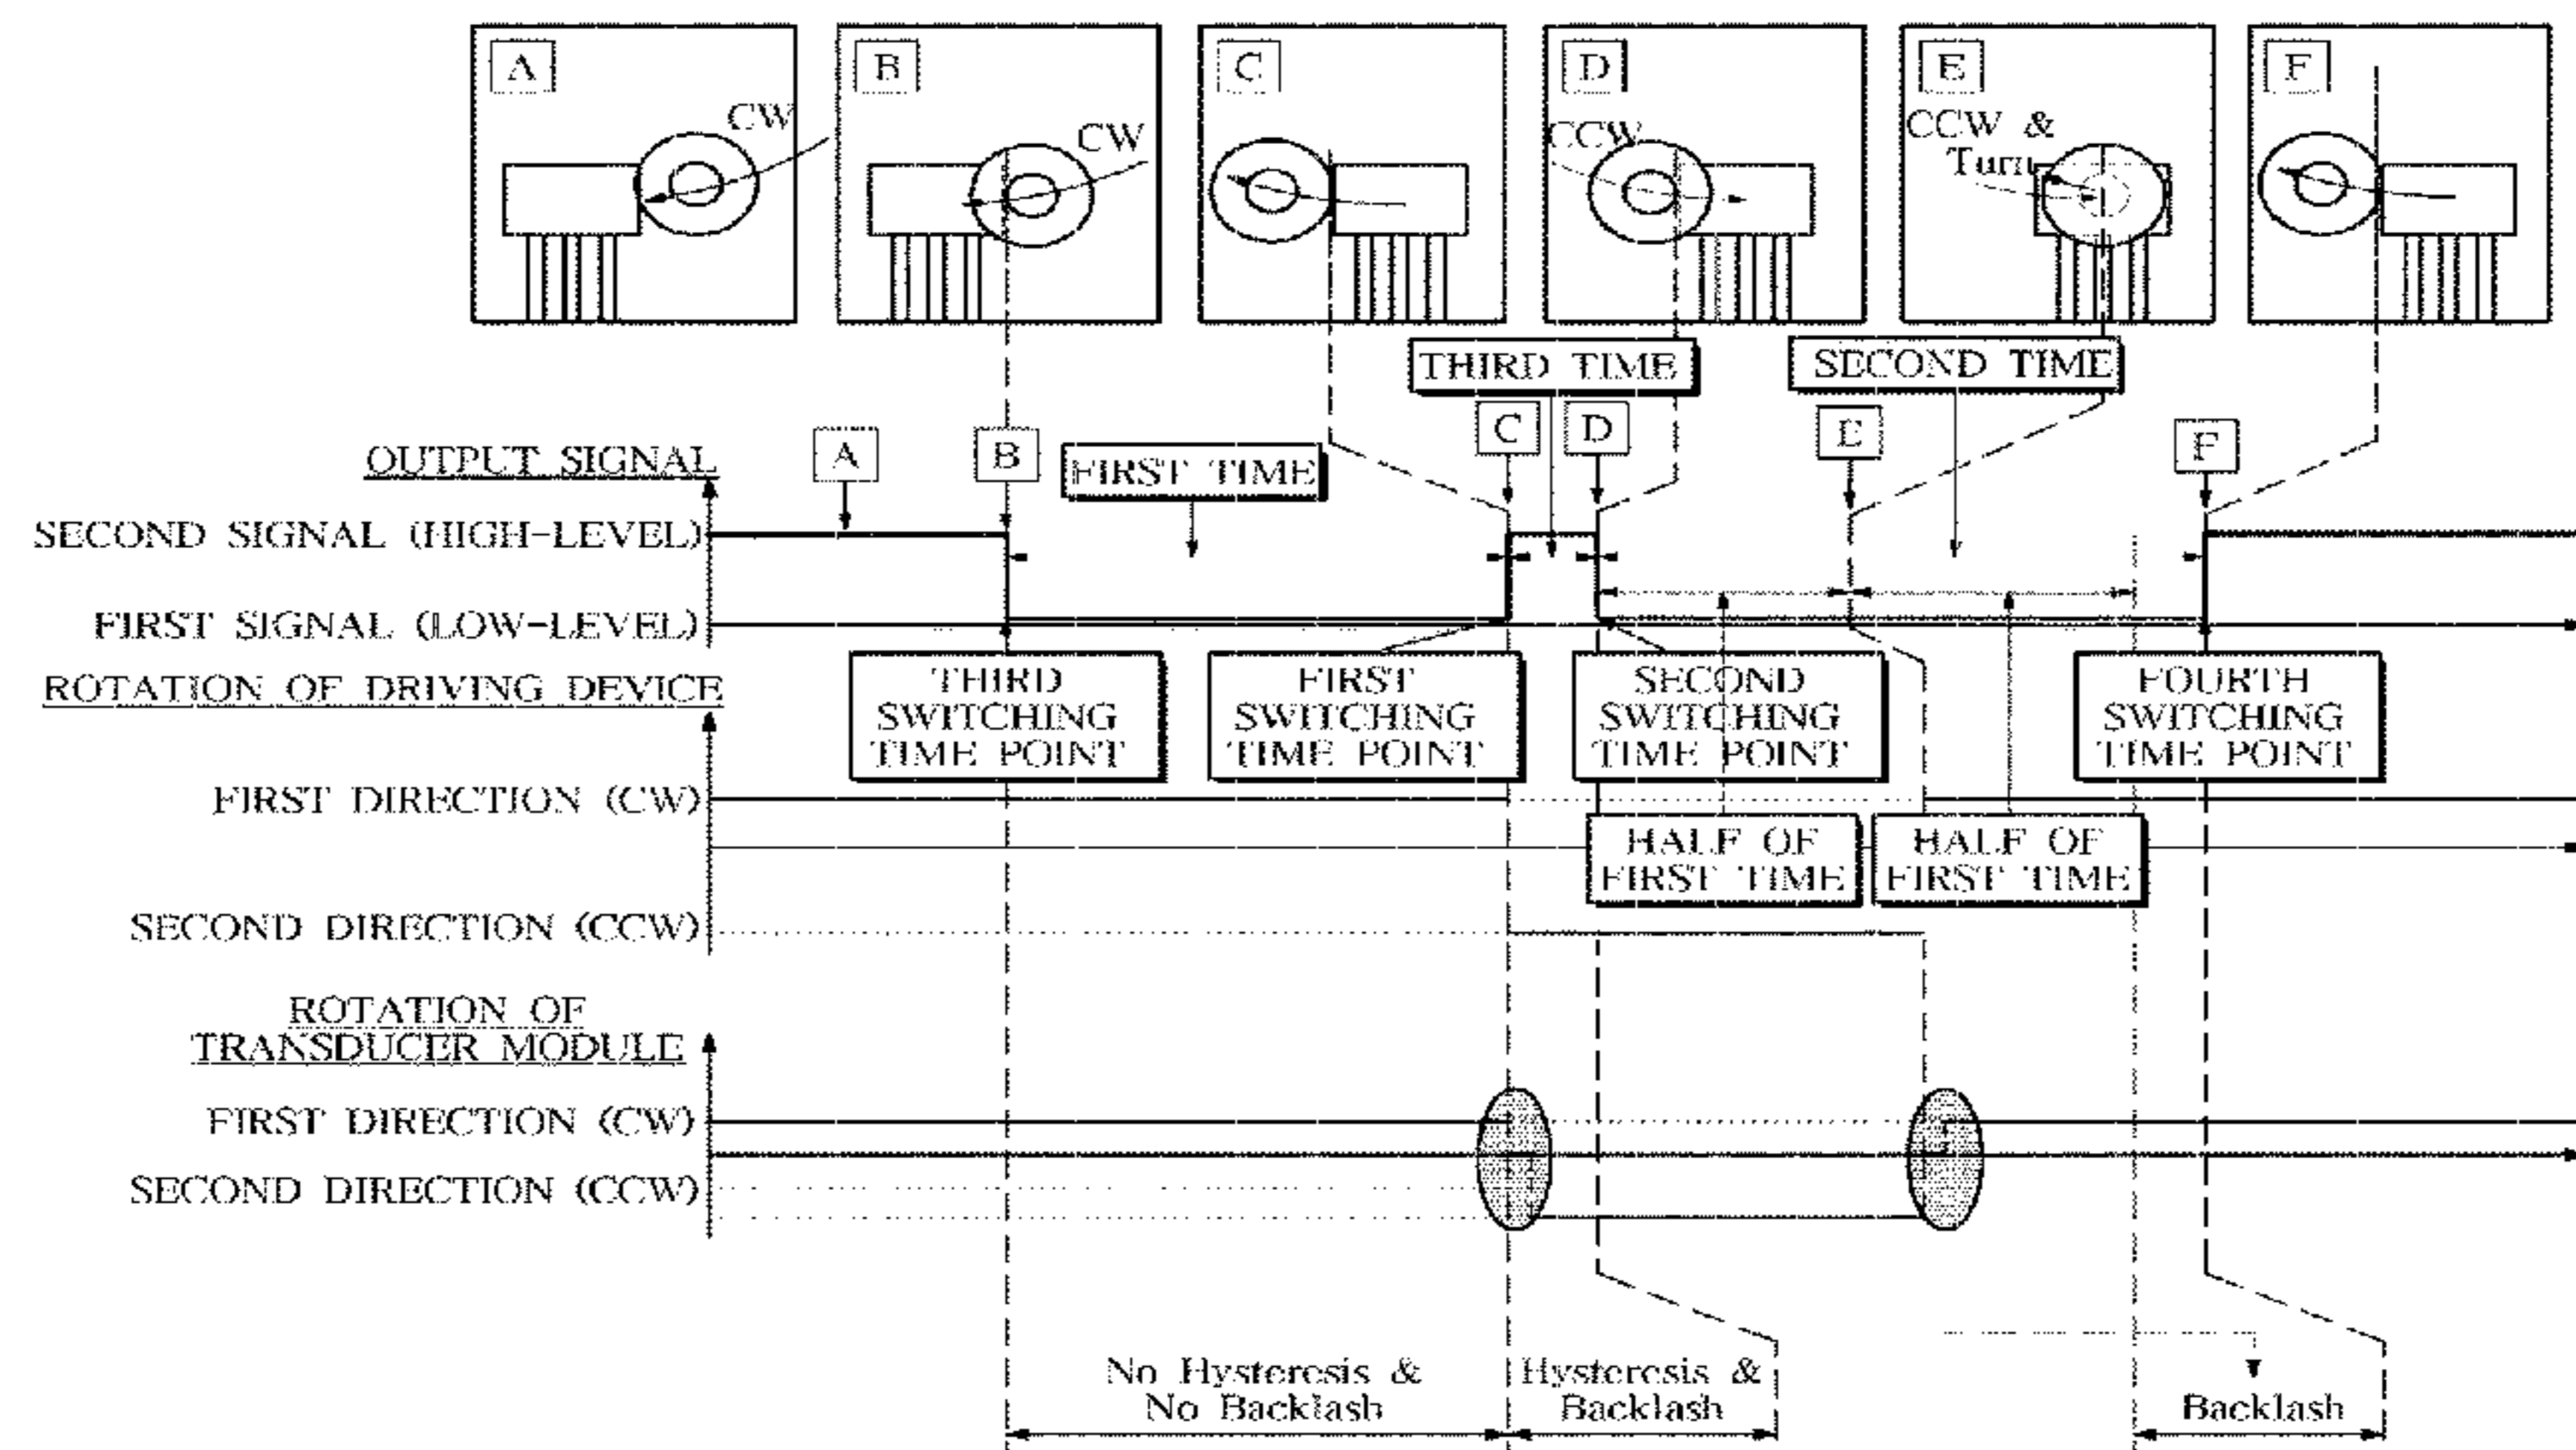 A
B
C
D
E
F
CW
CW
CCW
CCW &
Turn
THIRD TIME
SECOND TIME
C
D
E
F
A
B
FIRST TIME
OUTPUT SIGNAL
SECOND SIGNAL (HIGH-LEVEL)
FIRST SIGNAL (LOW-LEVEL)
THIRD
SWITCHING
TIME POINT
FIRST
SWITCHING
TIME POINT
SECOND
SWITCHING
TIME POINT
FOURTH
SWITCHING
TIME POINT
ROTATION OF DRIVING DEVICE
FIRST DIRECTION (CW)
HALF OF
FIRST TIME
HALF OF
FIRST TIME
SECOND DIRECTION (CCW)
ROTATION OF
TRANSDUCER MODULE
FIRST DIRECTION (CW)
SECOND DIRECTION (CCW)
No Hysteresis &
No Backlash
Hysteresis &
Backlash
Backlash